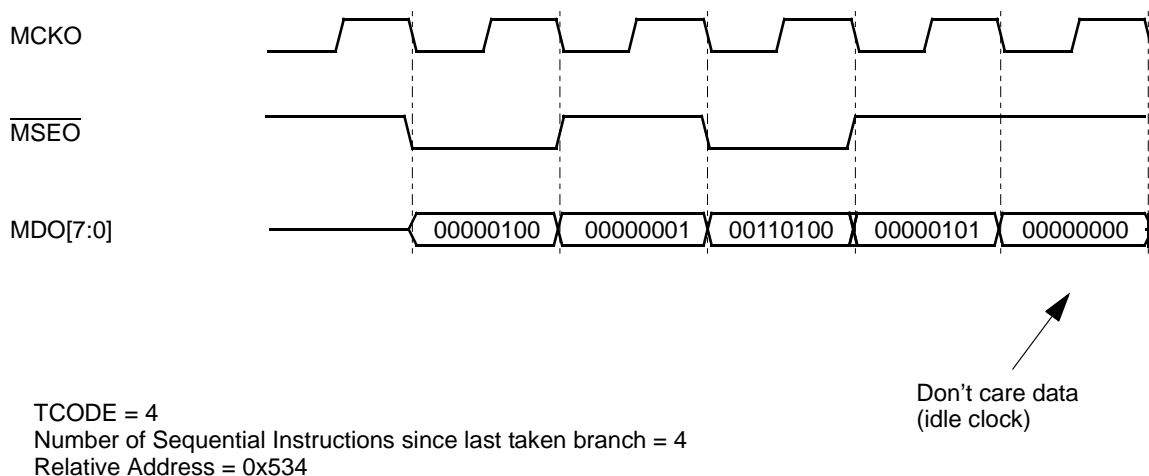 MCKO
MSEO
MDO[7:0]
00000100 00000001 00110100 00000101 00000000
Don't care data
(idle clock)
TCODE = 4
Number of Sequential Instructions since last taken branch = 4
Relative Address = 0x534